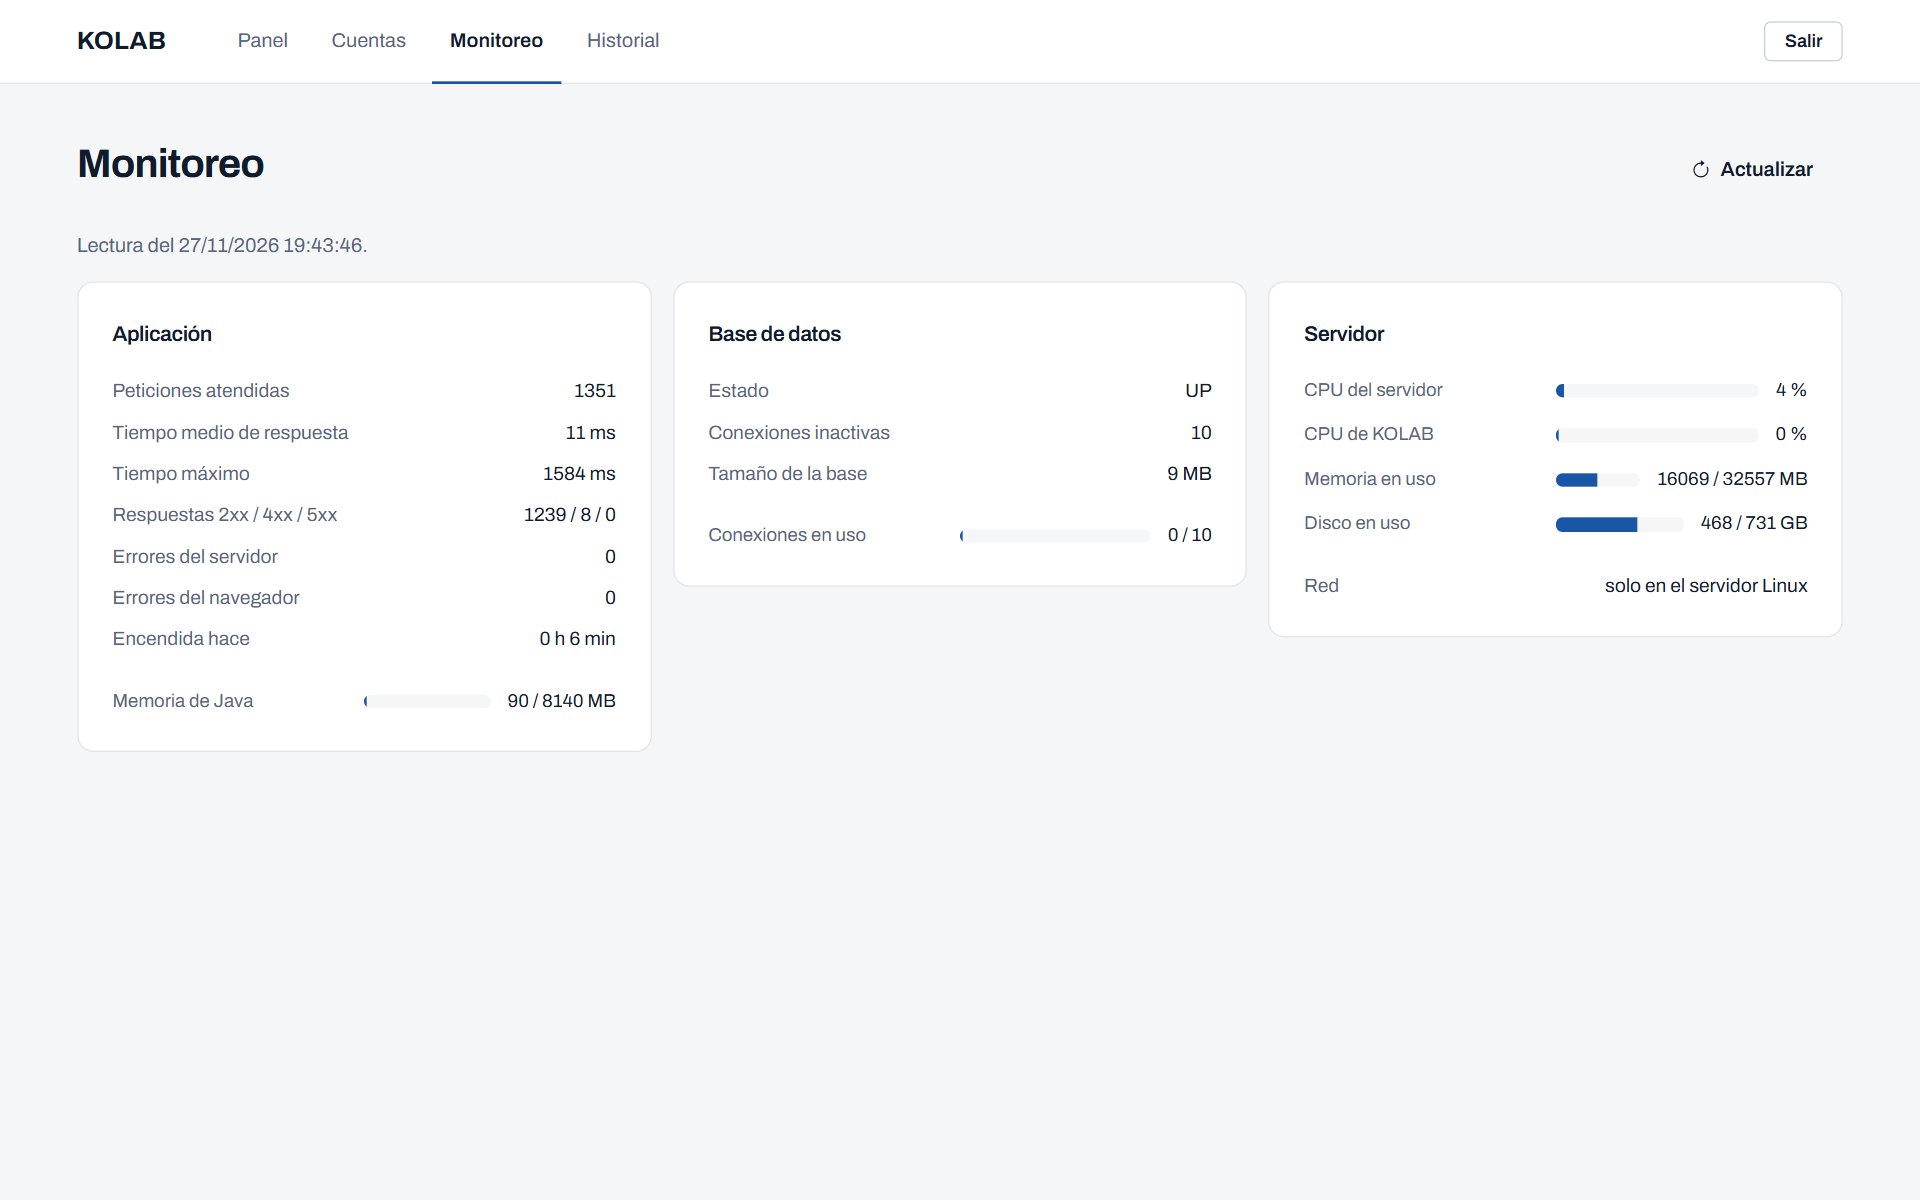 KOLAB Panel Cuentas Monitoreo Historial Salir
Monitoreo
Actualizar
Lectura del 27/11/2026 19:43:46.
Aplicación
Peticiones atendidas 1351
Tiempo medio de respuesta 11 ms
Tiempo máximo 1584 ms
Respuestas 2xx / 4xx / 5xx 1239 / 8 / 0
Errores del servidor 0
Errores del navegador 0
Encendida hace 0 h 6 min
Memoria de Java 90 / 8140 MB
Base de datos
Estado UP
Conexiones inactivas 10
Tamaño de la base 9 MB
Conexiones en uso 0 / 10
Servidor
CPU del servidor 4 %
CPU de KOLAB 0 %
Memoria en uso 16069 / 32557 MB
Disco en uso 468 / 731 GB
Red solo en el servidor Linux